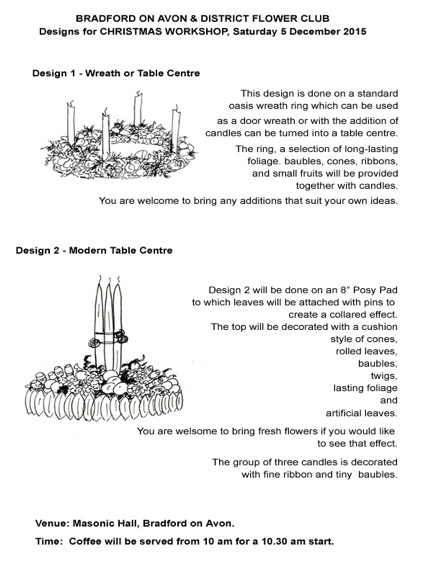 BRADFORD ON AVON & DISTRICT FLOWER CLUB
Designs for CHRISTMAS WORKSHOP, Saturday 5 December 2015
Design 1 - Wreath or Table Centre
This design is done on a standard
oasis wreath ring which can be used
as a door wreath or with the addition of
candles can be turned into a table centre.
The ring, a selection of long-lasting
foliage. baubles, cones, ribbons,
and small fruits will be provided
together with candles.
You are welcome to bring any additions that suit your own ideas.
Design 2 - Modern Table Centre
Design 2 will be done on an 8” Posy Pad
to which leaves will be attached with pins to
create a collared effect.
The top will be decorated with a cushion
style of cones,
rolled leaves,
baubles,
twigs,
lasting foliage
and
artificial leaves.
You are welsome to bring fresh flowers if you would like
to see that effect.
The group of three candles is decorated
with fine ribbon and tiny baubles.
Venue: Masonic Hall, Bradford on Avon.
Time: Coffee will be served from 10 am for a 10.30 am start.